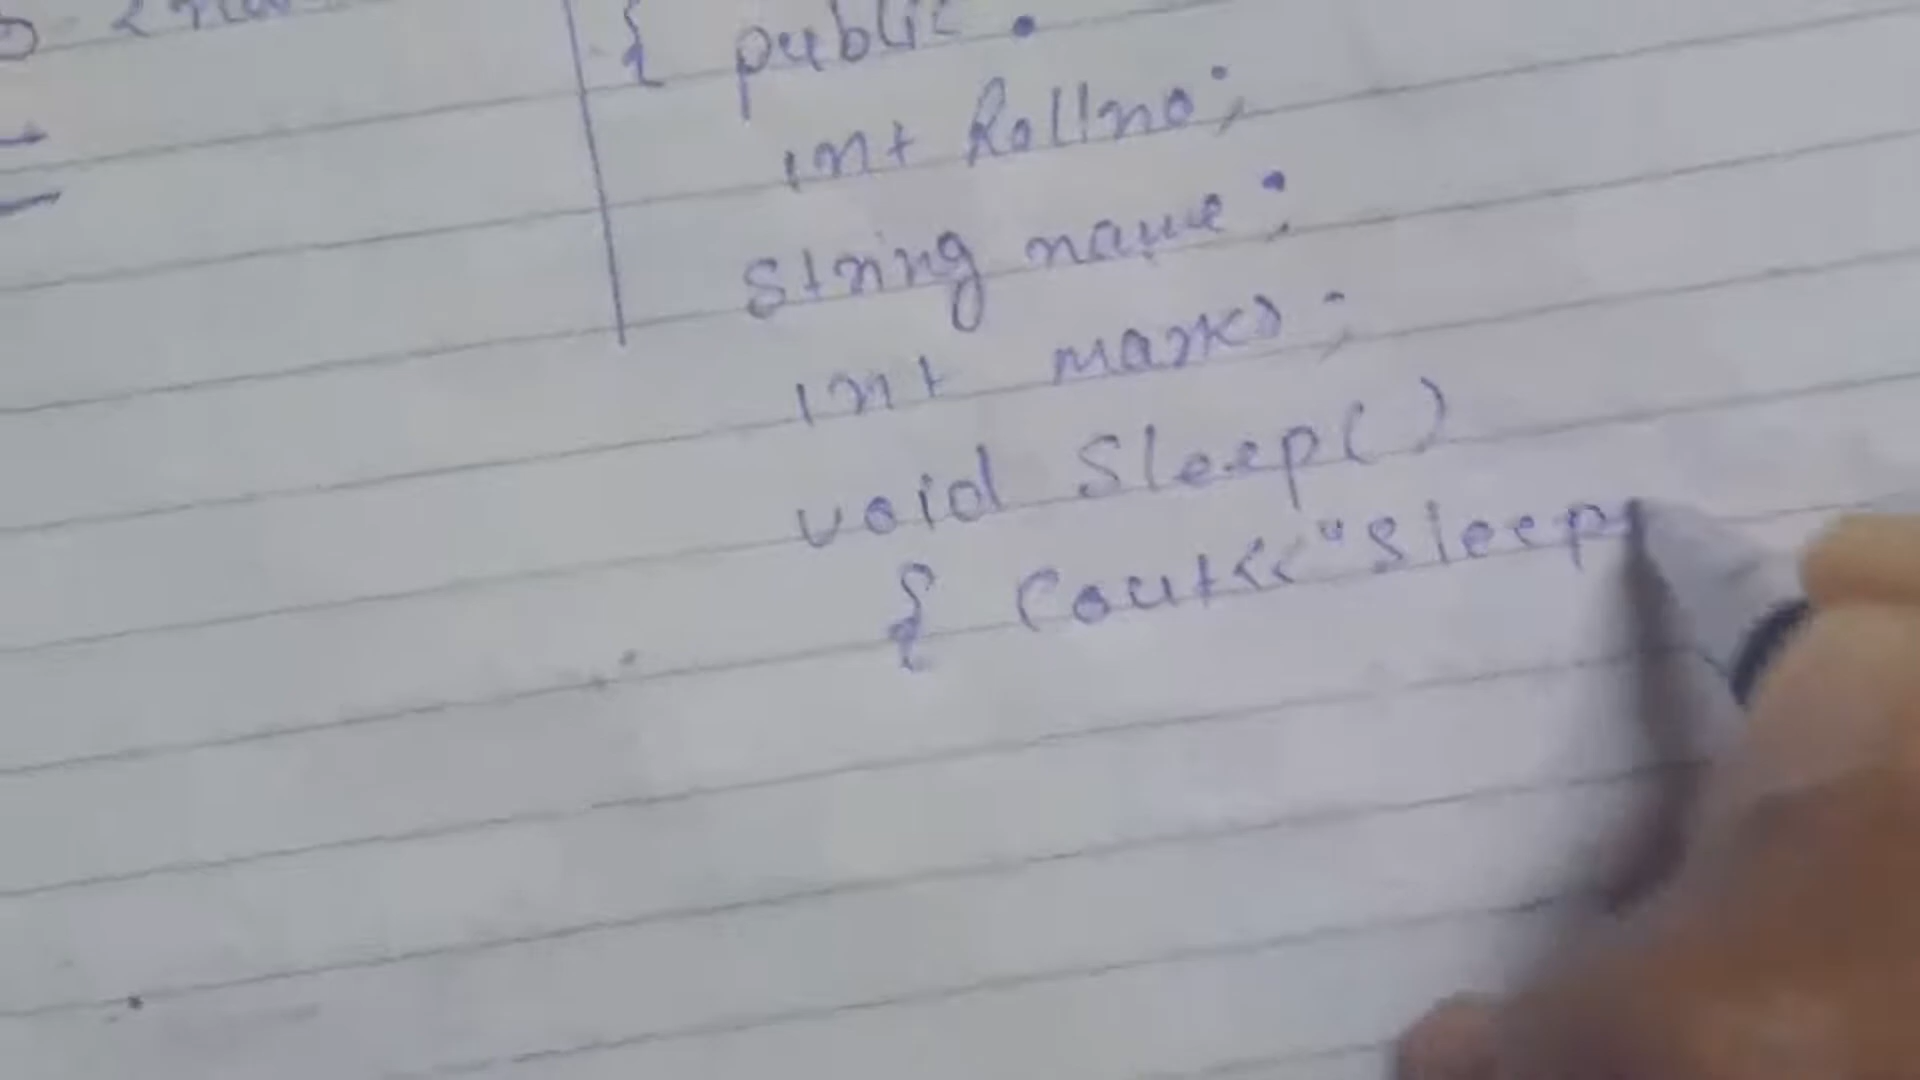 { public :
int Rollno;
string name;
int marks;
void Sleep()
{ Cout<<"Sleep